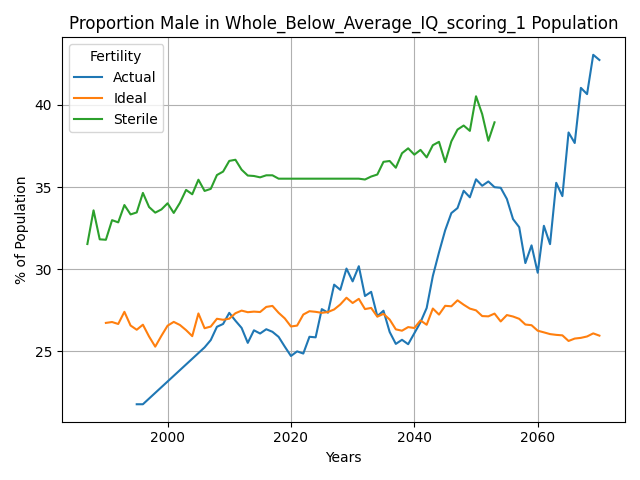 Proportion Male in Whole_Below_Average_IQ_scoring_1 Population
Fertility
Actual
Ideal
Sterile
% of Population
40
35
30
25
2000
2020
2040
2060
Years